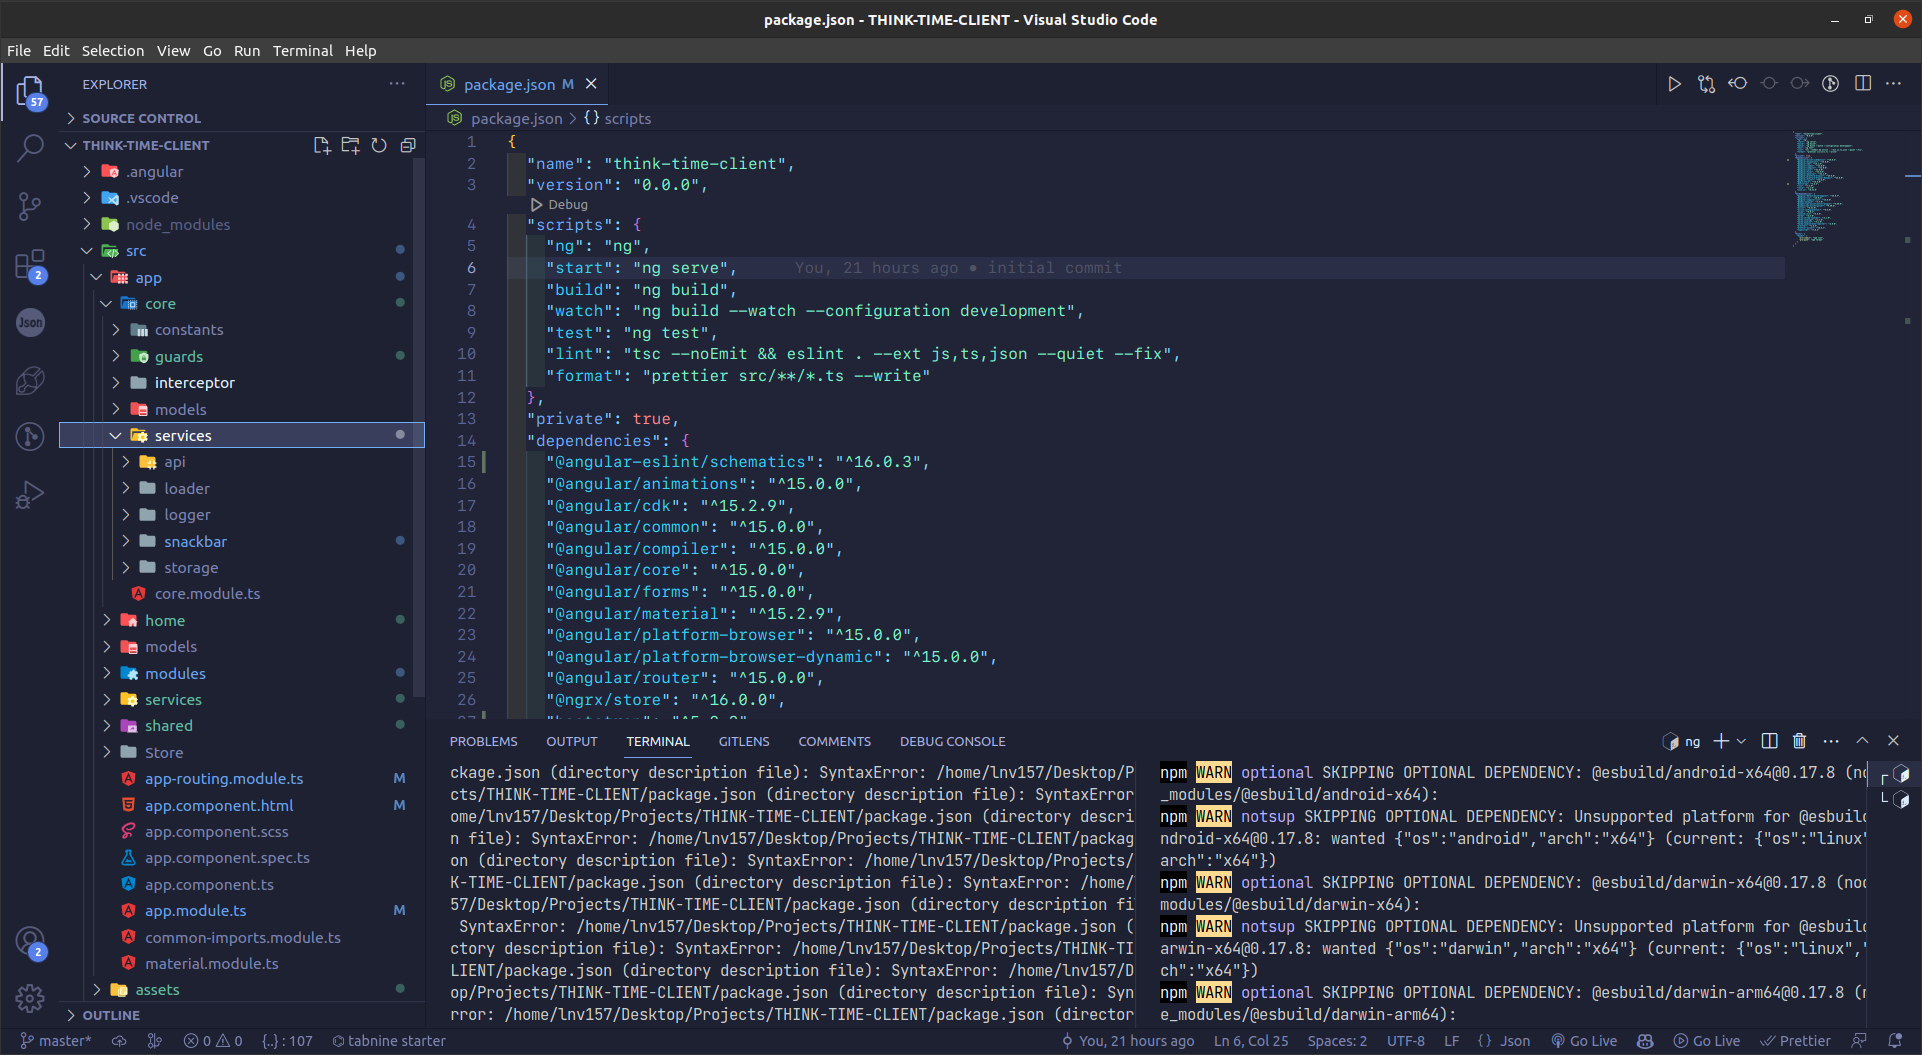 package.json - THINK-TIME-CLIENT - Visual Studio Code
File Edit Selection View Go Run Terminal Help
EXPLORER
57
SOURCE CONTROL
THINK-TIME-CLIENT
.angular
.vscode
node_modules
src
app
core
constants
guards
interceptor
models
services
api
loader
logger
snackbar
storage
core.module.ts
home
models
modules
services
shared
Store
app-routing.module.ts M
app.component.html M
app.component.scss
app.component.spec.ts
app.component.ts
app.module.ts M
common-imports.module.ts
material.module.ts
assets
OUTLINE
2
Json
2
package.json M
package.json > {} scripts
1 {
2 "name": "think-time-client",
3 "version": "0.0.0",
Debug
4 "scripts": {
5 "ng": "ng",
6 "start": "ng serve", You, 21 hours ago • initial commit
7 "build": "ng build",
8 "watch": "ng build --watch --configuration development",
9 "test": "ng test",
10 "lint": "tsc --noEmit && eslint . --ext js,ts,json --quiet --fix",
11 "format": "prettier src/**/*.ts --write"
12 },
13 "private": true,
14 "dependencies": {
15 "@angular-eslint/schematics": "^16.0.3",
16 "@angular/animations": "^15.0.0",
17 "@angular/cdk": "^15.2.9",
18 "@angular/common": "^15.0.0",
19 "@angular/compiler": "^15.0.0",
20 "@angular/core": "^15.0.0",
21 "@angular/forms": "^15.0.0",
22 "@angular/material": "^15.2.9",
23 "@angular/platform-browser": "^15.0.0",
24 "@angular/platform-browser-dynamic": "^15.0.0",
25 "@angular/router": "^15.0.0",
26 "@ngrx/store": "^16.0.0",
PROBLEMS OUTPUT TERMINAL GITLENS COMMENTS DEBUG CONSOLE
ng
ckage.json (directory description file): SyntaxError: /home/lnv157/Desktop/P
cts/THINK-TIME-CLIENT/package.json (directory description file): SyntaxError
ome/lnv157/Desktop/Projects/THINK-TIME-CLIENT/package.json (directory descri
n file): SyntaxError: /home/lnv157/Desktop/Projects/THINK-TIME-CLIENT/packag
on (directory description file): SyntaxError: /home/lnv157/Desktop/Projects/
K-TIME-CLIENT/package.json (directory description file): SyntaxError: /home/
57/Desktop/Projects/THINK-TIME-CLIENT/package.json (directory description fi
SyntaxError: /home/lnv157/Desktop/Projects/THINK-TIME-CLIENT/package.json (
ctory description file): SyntaxError: /home/lnv157/Desktop/Projects/THINK-TI
LIENT/package.json (directory description file): SyntaxError: /home/lnv157/D
op/Projects/THINK-TIME-CLIENT/package.json (directory description file): Syn
rror: /home/lnv157/Desktop/Projects/THINK-TIME-CLIENT/package.json (director
npm WARN optional SKIPPING OPTIONAL DEPENDENCY: @esbuild/android-x64@0.17.8 (no
_modules/@esbuild/android-x64):
npm WARN notsup SKIPPING OPTIONAL DEPENDENCY: Unsupported platform for @esbuil
ndroid-x64@0.17.8: wanted {"os":"android","arch":"x64"} (current: {"os":"linux"
arch":"x64"})
npm WARN optional SKIPPING OPTIONAL DEPENDENCY: @esbuild/darwin-x64@0.17.8 (nod
modules/@esbuild/darwin-x64):
npm WARN notsup SKIPPING OPTIONAL DEPENDENCY: Unsupported platform for @esbuild
arwin-x64@0.17.8: wanted {"os":"darwin","arch":"x64"} (current: {"os":"linux","
ch":"x64"})
npm WARN optional SKIPPING OPTIONAL DEPENDENCY: @esbuild/darwin-arm64@0.17.8 (
e_modules/@esbuild/darwin-arm64):
master* 0 0 {..} : 107 tabnine starter You, 21 hours ago Ln 6, Col 25 Spaces: 2 UTF-8 LF {} Json Go Live Go Live Prettier